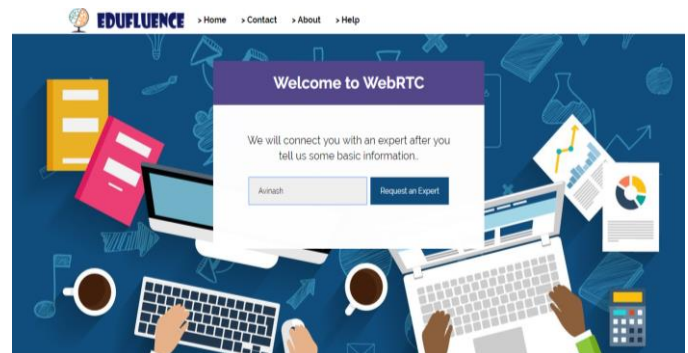 EDUFLUENCE > Home > Contact > About > Help
Welcome to WebRTC
We will connect you with an expert after you
tell us some basic information..
Avinash Request an Expert